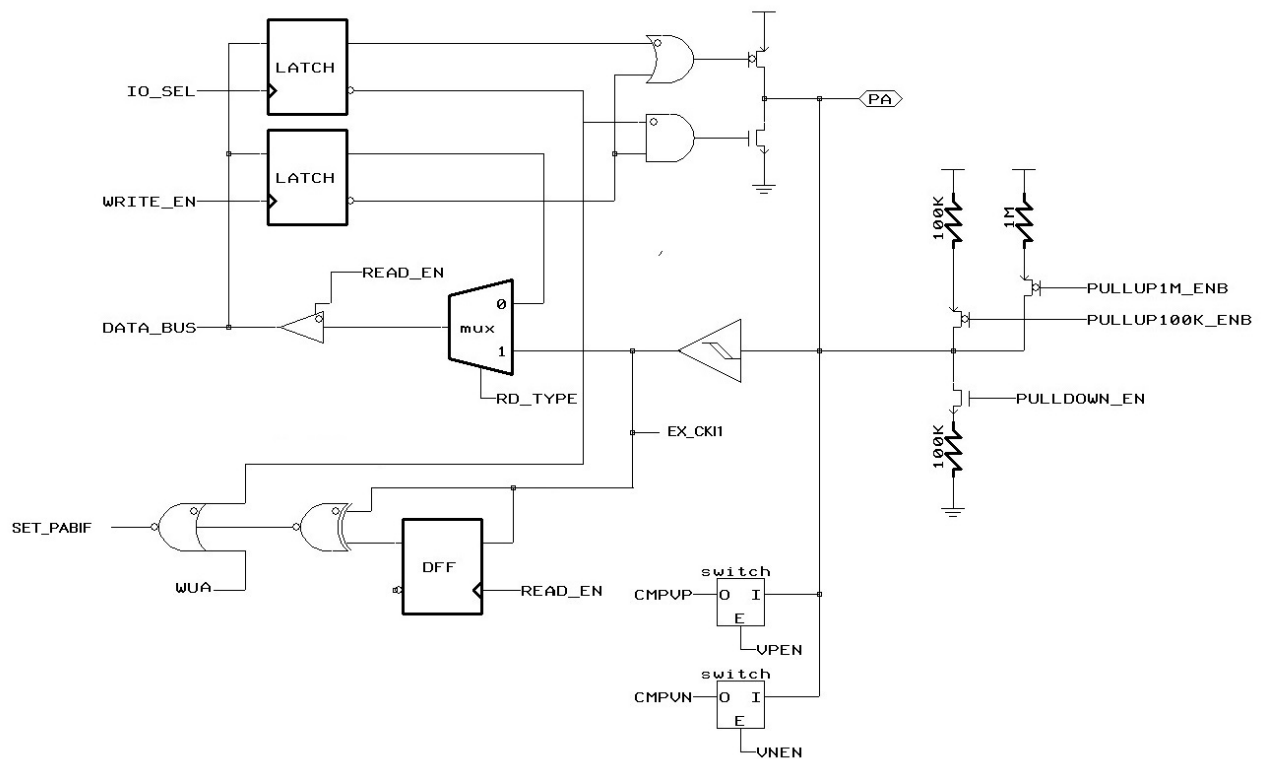 LATCH
IO_SEL
PA
LATCH
WRITE_EN
100K
1M
READ_EN
PULLUP1M_ENB
0
DATA_BUS
mux
PULLUP100K_ENB
1
RD_TYPE
PULLDOWN_EN
EX_CKI1
100K
SET_PABIF
DFF
WUA
READ_EN
switch
CMPVP
O I
E
VPEN
switch
CMPVN
O I
E
VNEN